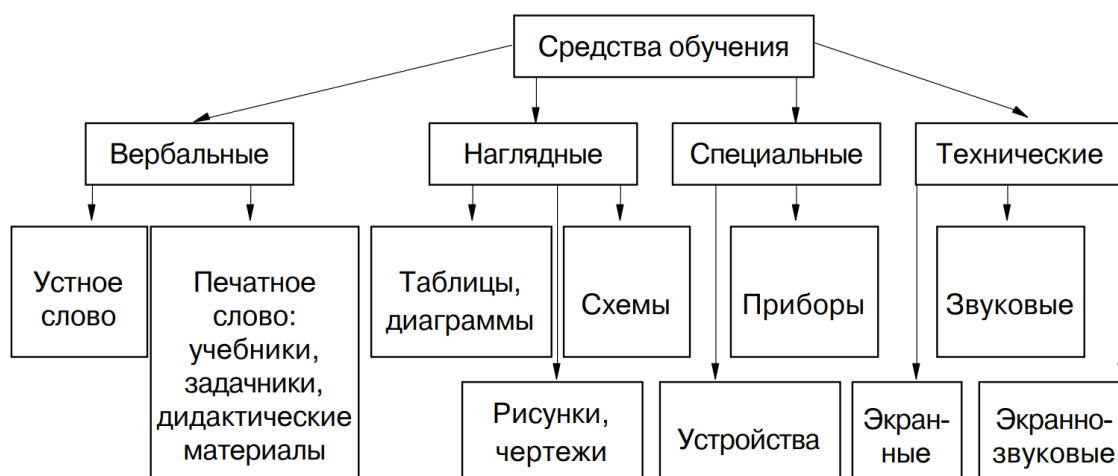 Средства обучения
Вербальные
Наглядные
Специальные
Технические
Устное
слово
Печатное
слово:
учебники,
задачники,
дидактические
материалы
Таблицы,
диаграммы
Схемы
Приборы
Звуковые
Рисунки,
чертежи
Устройства
Экран-
ные
Экранно-
звуковые